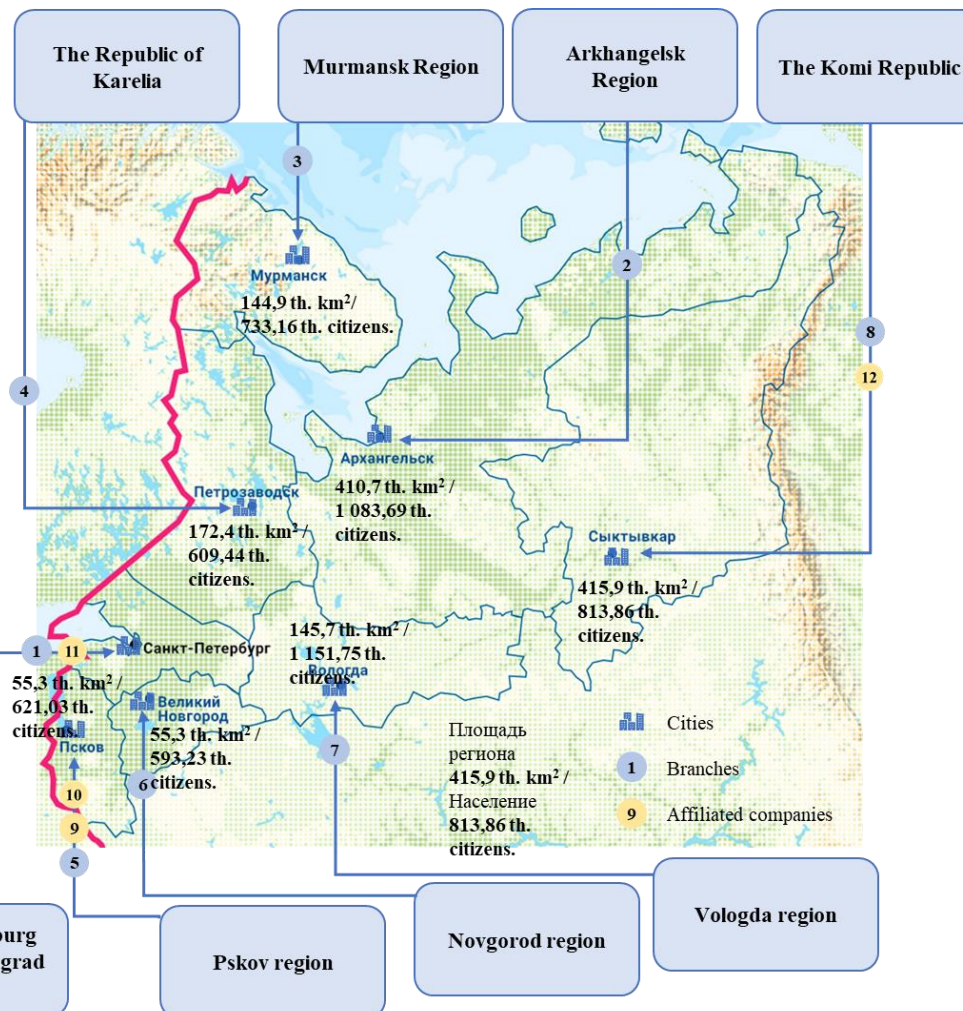 The Republic of
Karelia
Murmansk Region
Arkhangelsk
Region
The Komi Republic
3
2
Мурманск
144,9 th. km²/
733,16 th. citizens.
8
12
4
Архангельск
410,7 th. km² /
1 083,69 th.
citizens.
Петрозаводск
172,4 th. km² /
609,44 th.
citizens.
Сыктывкар
415,9 th. km² /
813,86 th.
citizens.
1
11
Санкт-Петербург
55,3 th. km² /
621,03 th.
citizens.
Псков
145,7 th. km² /
1 151,75 th.
citizens.
Вологда
Великий
Новгород
55,3 th. km² /
593,23 th.
citizens.
7
6
10
9
5
Площадь
региона
415,9 th. km² /
Население
813,86 th.
citizens.
Cities
1
Branches
9
Affiliated companies
burg
grad
Pskov region
Novgorod region
Vologda region